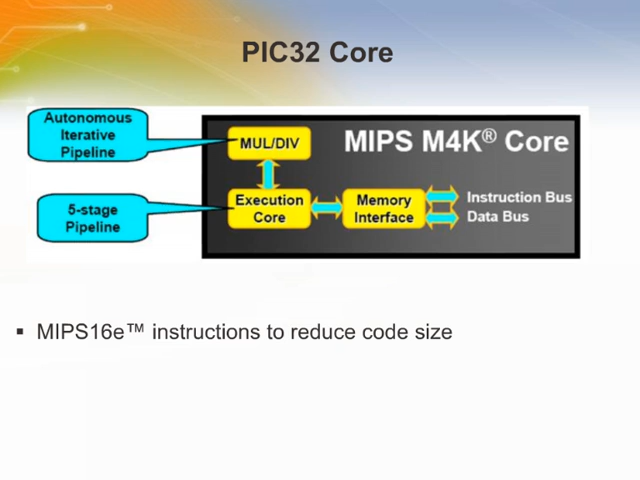 PIC32 Core
Autonomous
Iterative
Pipeline
MUL/DIV
MIPS M4K® Core
5-stage
Pipeline
Execution
Core
Memory
Interface
Instruction Bus
Data Bus
▪ MIPS16e™ instructions to reduce code size